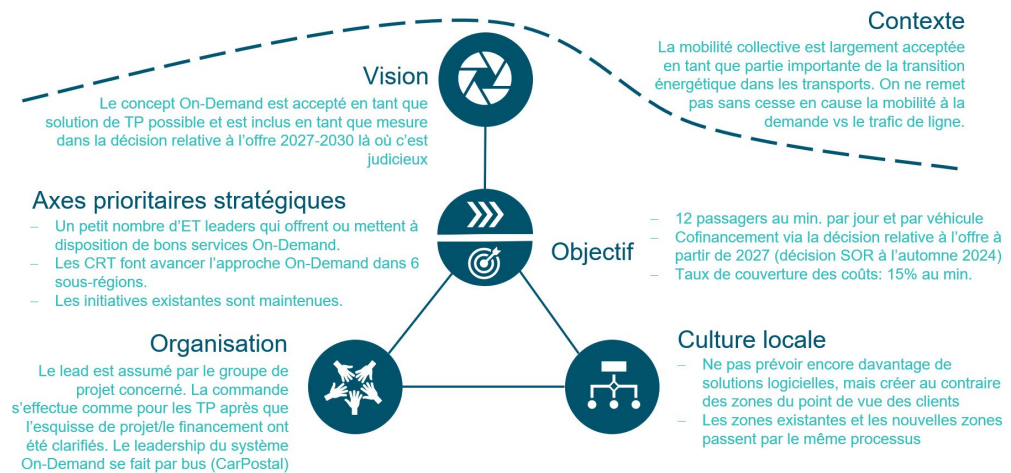 Contexte
La mobilité collective est largement acceptée
en tant que partie importante de la transition
énergétique dans les transports. On ne remet
pas sans cesse en cause la mobilité à la
demande vs le trafic de ligne.
Vision
Le concept On-Demand est accepté en tant que
solution de TP possible et est inclus en tant que mesure
dans la décision relative à l'offre 2027-2030 là où c'est
judicieux
Axes prioritaires stratégiques
– Un petit nombre d'ET leaders qui offrent ou mettent à
disposition de bons services On-Demand.
– Les CRT font avancer l'approche On-Demand dans 6
sous-régions.
– Les initiatives existantes sont maintenues.
Objectif
– 12 passagers au min. par jour et par véhicule
– Cofinancement via la décision relative à l'offre à
partir de 2027 (décision SOR à l'automne 2024)
– Taux de couverture des coûts: 15% au min.
Organisation
Le lead est assumé par le groupe de
projet concerné. La commande
s'effectue comme pour les TP après que
l'esquisse de projet/le financement ont
été clarifiés. Le leadership du système
On-Demand se fait par bus (CarPostal)
Culture locale
– Ne pas prévoir encore davantage de
solutions logicielles, mais créer au contraire
des zones du point de vue des clients
– Les zones existantes et les nouvelles zones
passent par le même processus